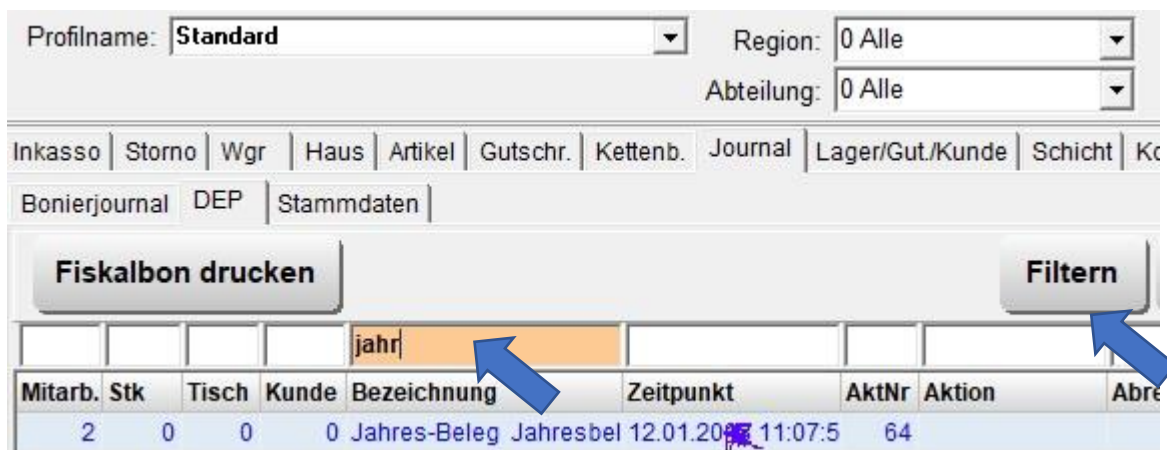 Profilname: Standard Region: 0 Alle
Abteilung: 0 Alle
Inkasso Storno Wgr Haus Artikel Gutschr. Kettenb. Journal Lager/Gut./Kunde Schicht
Bonierjournal DEP Stammdaten
Fiskalbon drucken Filtern
jahr
Mitarb. Stk Tisch Kunde Bezeichnung Zeitpunkt AktNr Aktion Abre
2 0 0 0 Jahres-Beleg Jahresbel 11:07:5 64